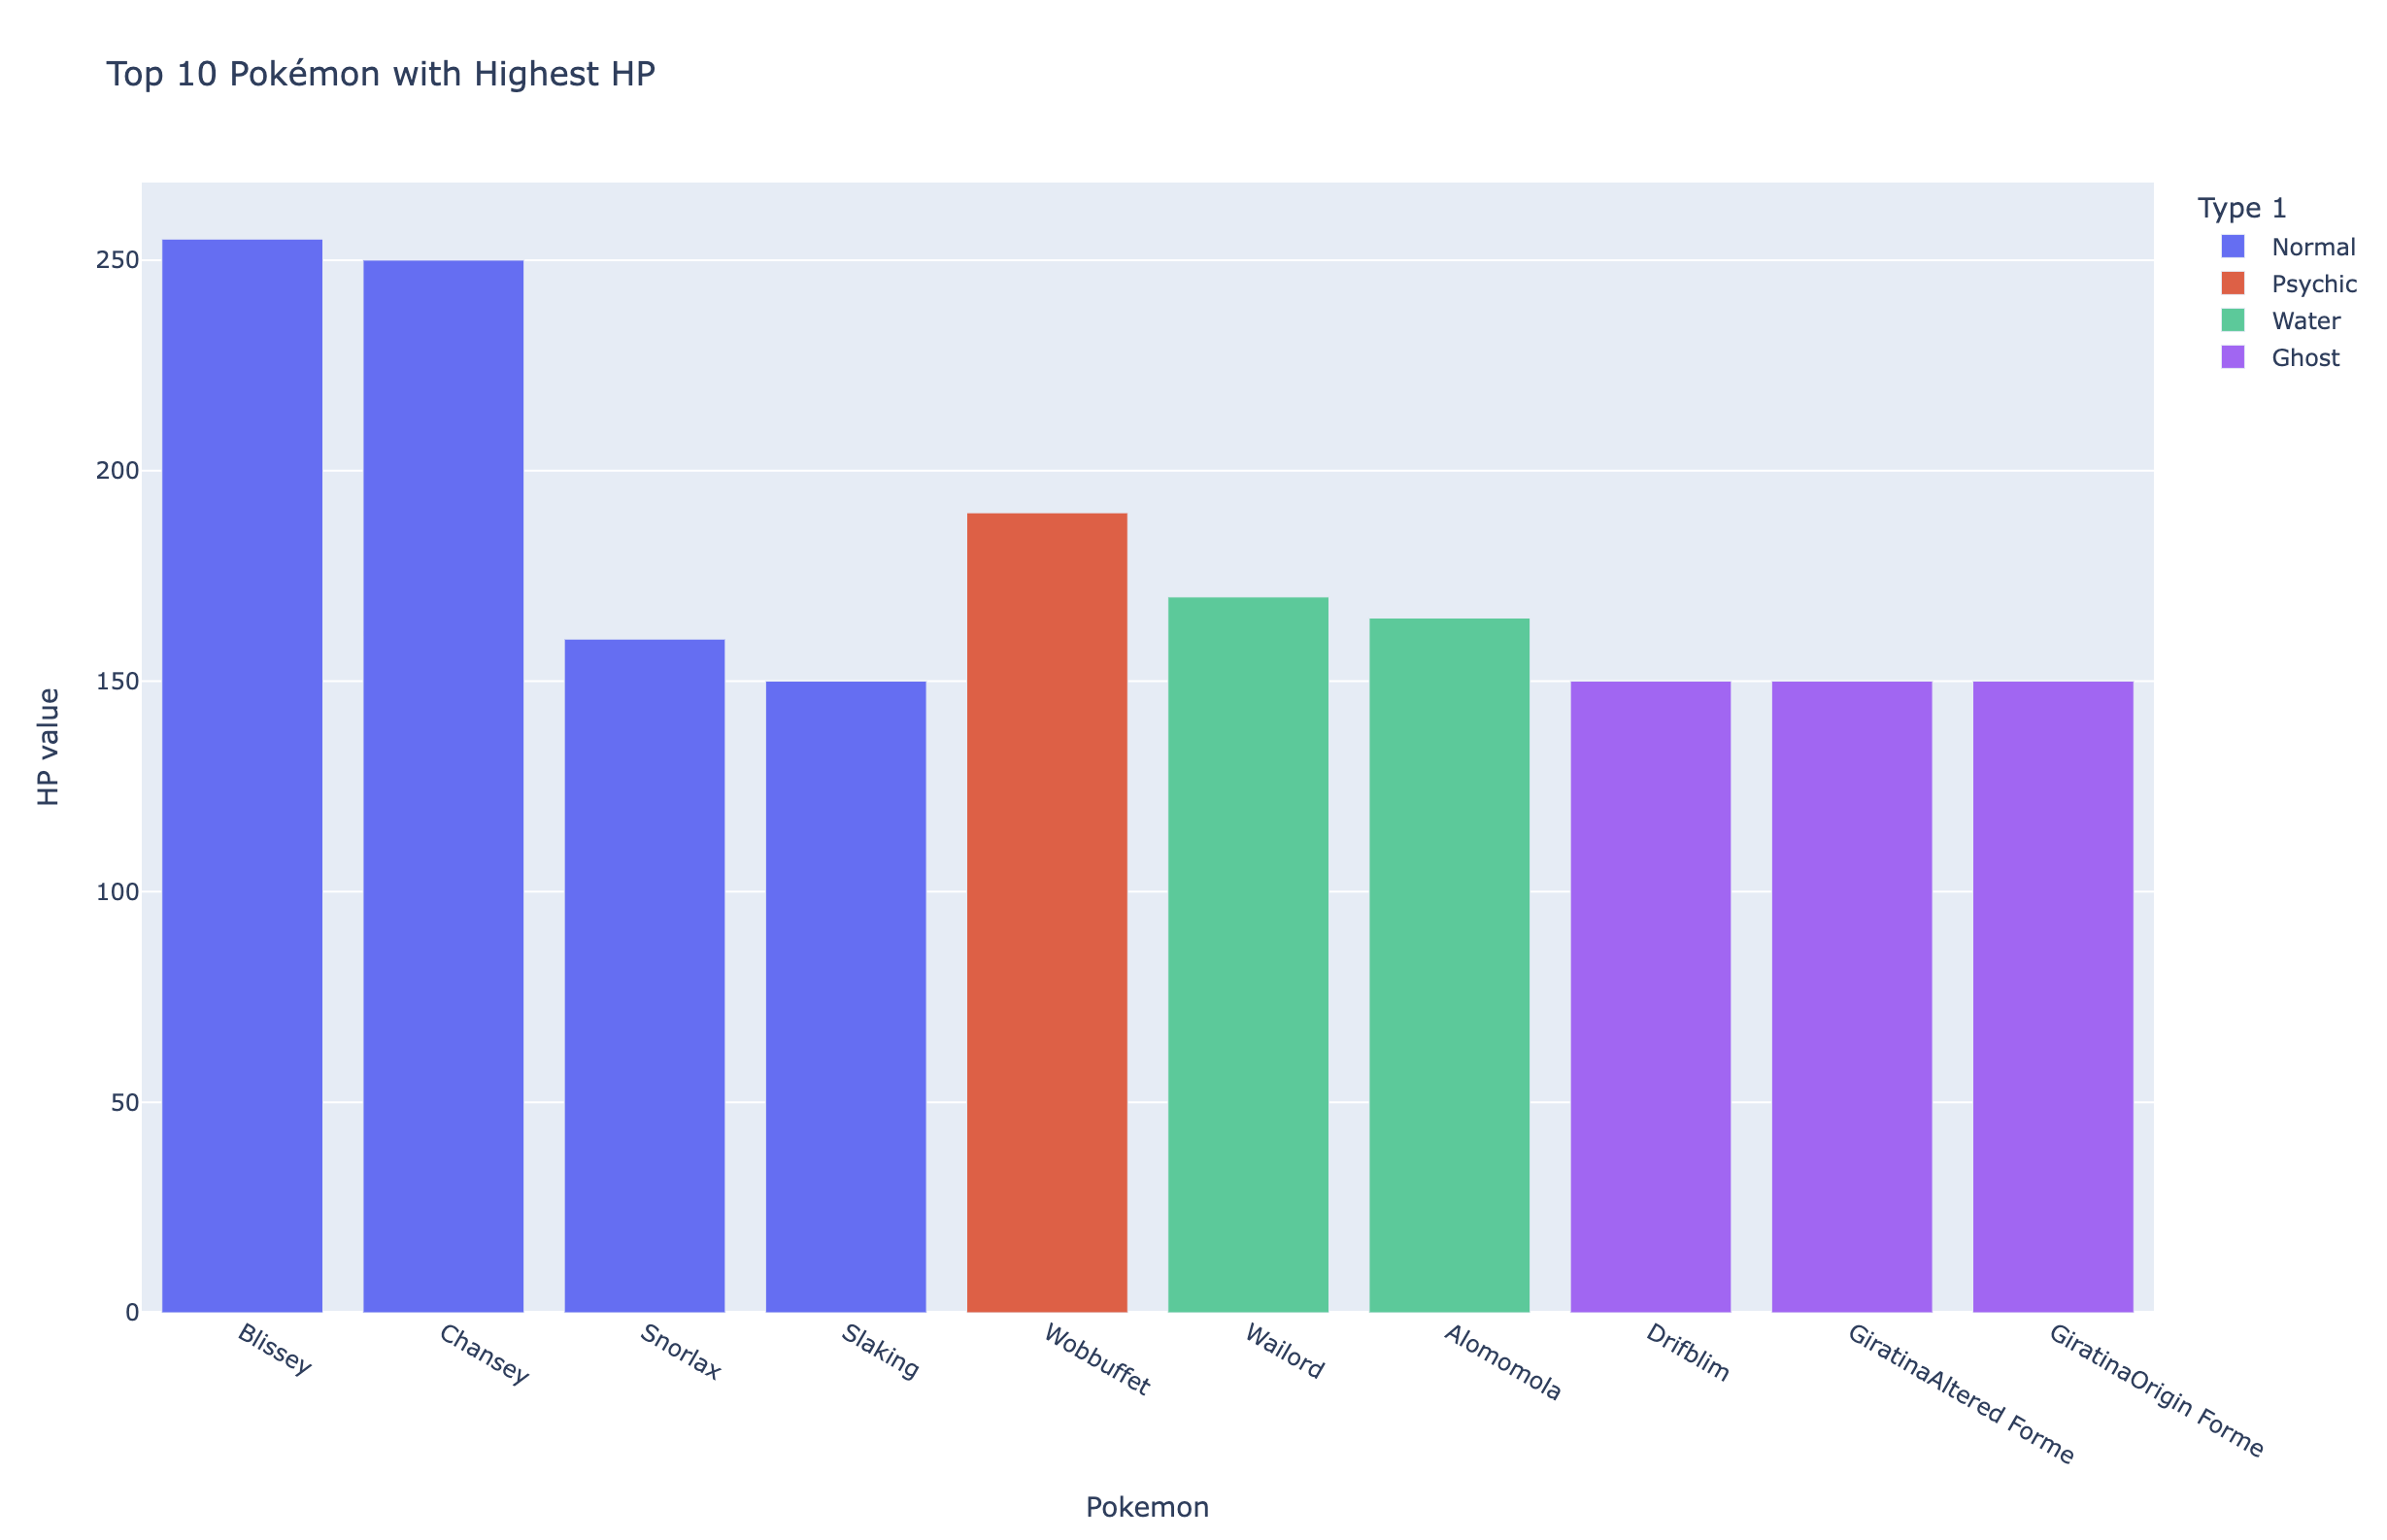 Top 10 Pokémon with Highest HP
Type 1
Normal
Psychic
Water
Ghost
HP value
250
200
150
100
50
0
Blissey
Chansey
Snorlax
Slaking
Wobbuffet
Wailord
Alomomola
Drifblim
GiratinaAltered Forme
GiratinaOrigin Forme
Pokemon